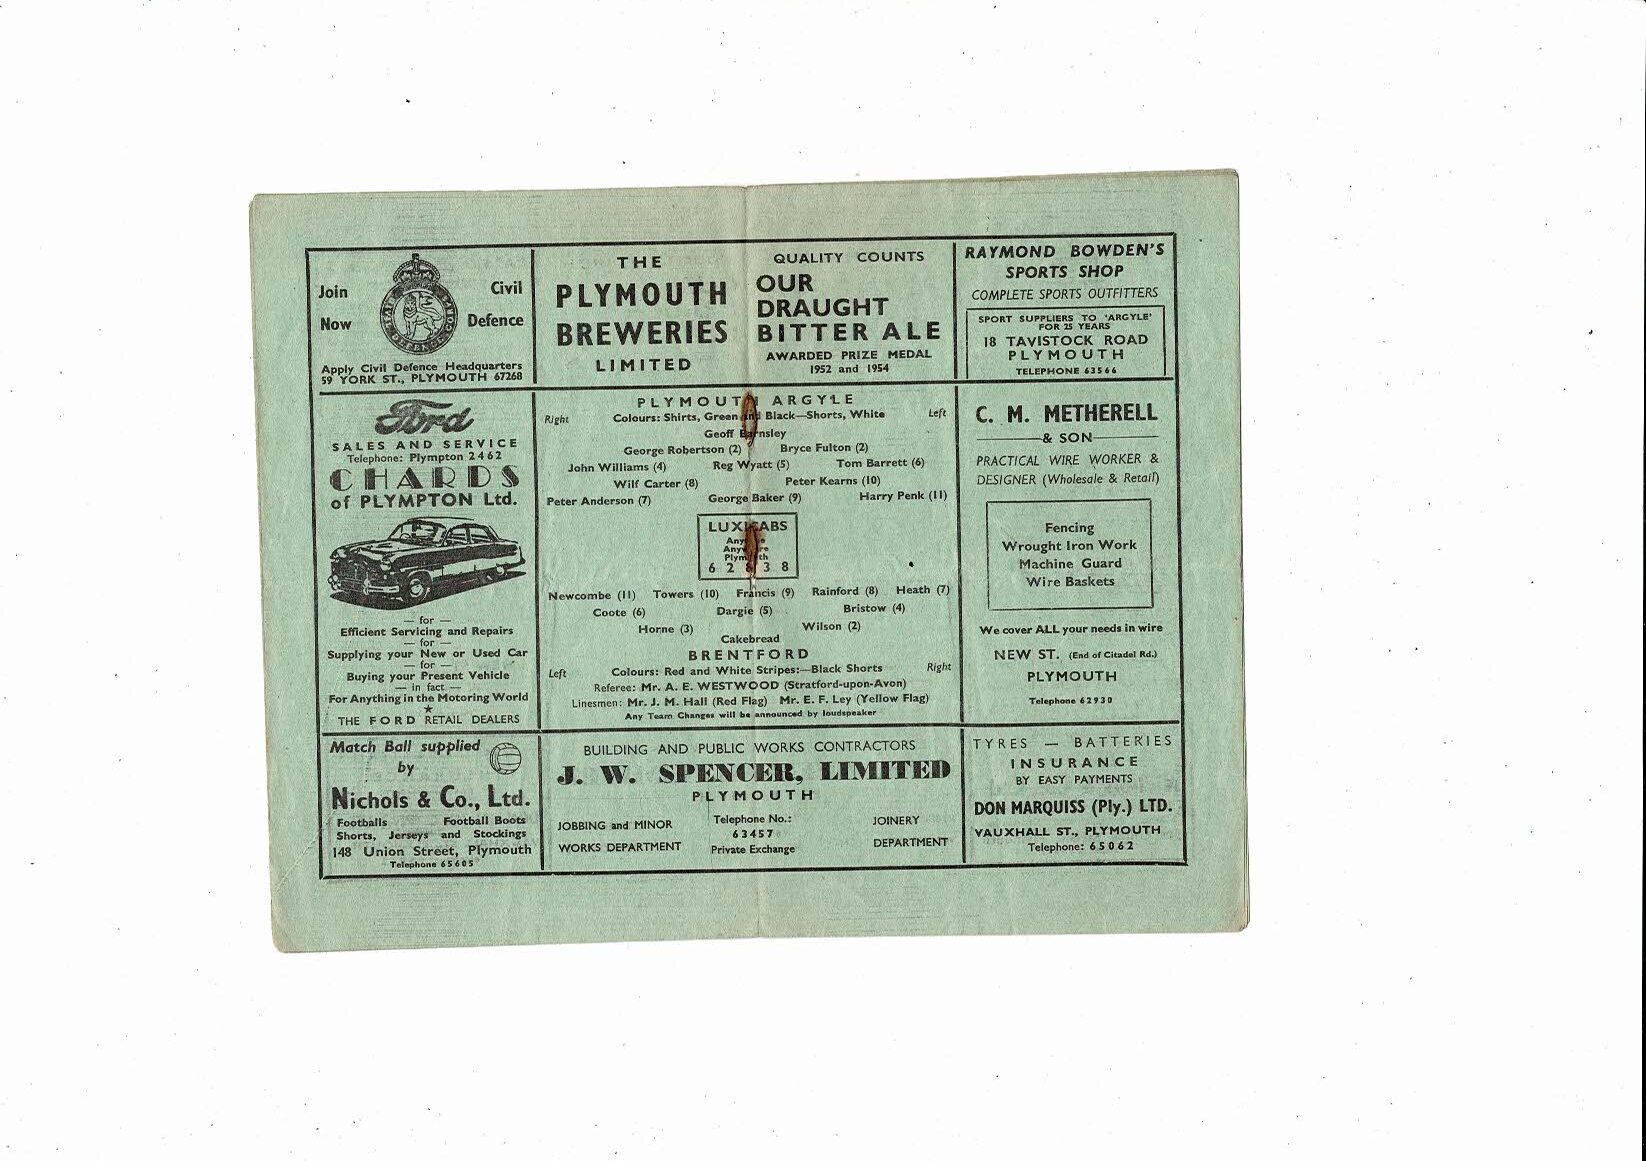 Join Civil
Now Defence
Apply Civil Defence Headquarters
59 YORK ST., PLYMOUTH 67268
THE
PLYMOUTH
BREWERIES
LIMITED
QUALITY COUNTS
OUR
DRAUGHT
BITTER ALE
AWARDED PRIZE MEDAL
1952 and 1954
RAYMOND BOWDEN'S
SPORTS SHOP
COMPLETE SPORTS OUTFITTERS
SPORT SUPPLIERS TO 'ARGYLE'
FOR 25 YEARS
18 TAVISTOCK ROAD
PLYMOUTH
TELEPHONE 63566
Ford
SALES AND SERVICE
Telephone: Plympton 2462
CHARDS
of PLYMPTON Ltd.
— for —
Efficient Servicing and Repairs
— for —
Supplying your New or Used Car
— for —
Buying your Present Vehicle
— in fact —
For Anything in the Motoring World
★
THE FORD RETAIL DEALERS
PLYMOUTH ARGYLE
Right Colours: Shirts, Green and Black—Shorts, White Left
Geoff Barnsley
George Robertson (2) Bryce Fulton (2)
John Williams (4) Reg Wyatt (5) Tom Barrett (6)
Wilf Carter (8) Peter Kearns (10)
Peter Anderson (7) George Baker (9) Harry Penk (11)
LUXICABS
Anytime
Anywhere
Plymouth
62838
Newcombe (11) Towers (10) Francis (9) Rainford (8) Heath (7)
Coote (6) Dargie (5) Bristow (4)
Horne (3) Wilson (2)
Cakebread
BRENTFORD
Left Colours: Red and White Stripes:—Black Shorts Right
Referee: Mr. A. E. WESTWOOD (Stratford-upon-Avon)
Linesmen: Mr. J. M. Hall (Red Flag) Mr. E. F. Ley (Yellow Flag)
Any Team Changes will be announced by loudspeaker
C. M. METHERELL
& SON
PRACTICAL WIRE WORKER &
DESIGNER (Wholesale & Retail)
Fencing
Wrought Iron Work
Machine Guard
Wire Baskets
We cover ALL your needs in wire
NEW ST. (End of Citadel Rd.)
PLYMOUTH
Telephone 62930
Match Ball supplied
by
Nichols & Co., Ltd.
Footballs Football Boots
Shorts, Jerseys and Stockings
148 Union Street, Plymouth
Telephone 65605
BUILDING AND PUBLIC WORKS CONTRACTORS
J. W. SPENCER, LIMITED
PLYMOUTH
JOBBING and MINOR
WORKS DEPARTMENT
Telephone No.:
63457
Private Exchange
JOINERY
DEPARTMENT
TYRES — BATTERIES
INSURANCE
BY EASY PAYMENTS
DON MARQUISS (Ply.) LTD.
VAUXHALL ST., PLYMOUTH
Telephone: 65062